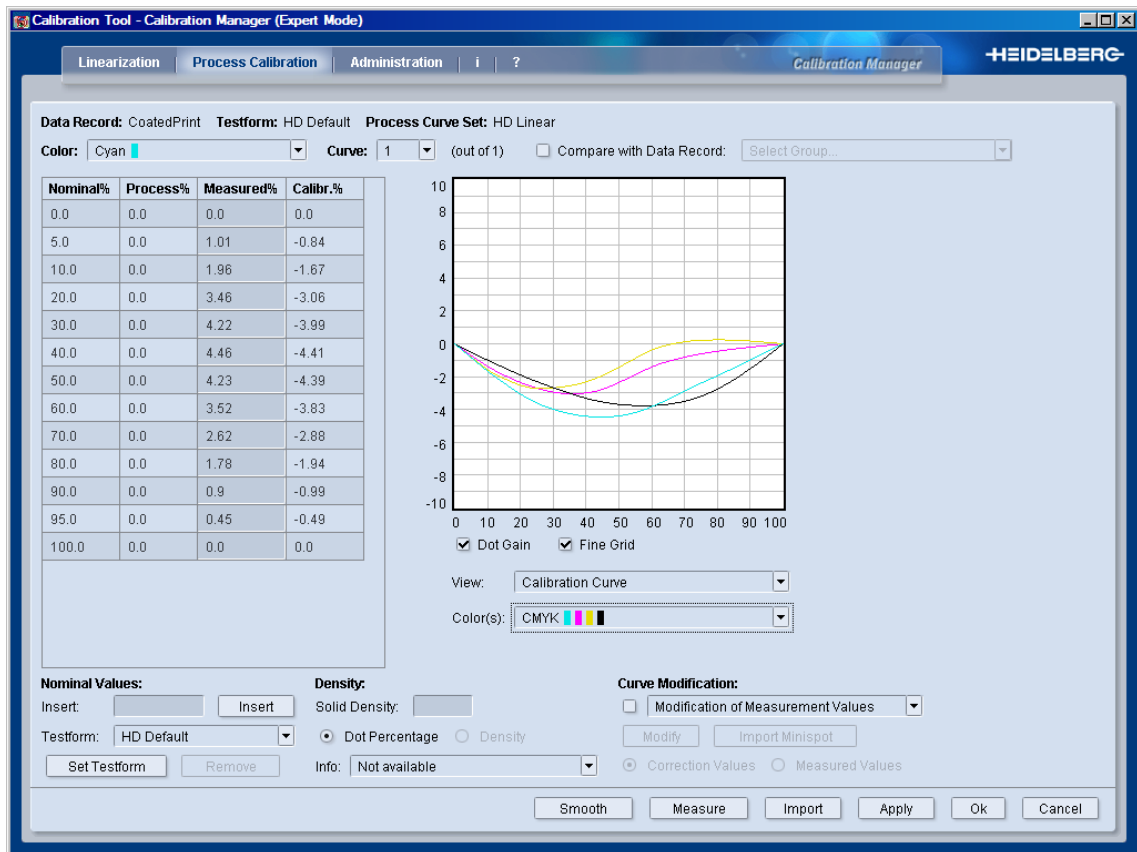 Calibration Tool - Calibration Manager (Expert Mode)
Linearization Process Calibration Administration i ? Calibration Manager HEIDELBERG
Data Record: CoatedPrint Testform: HD Default Process Curve Set: HD Linear
Color: Cyan Curve: 1 (out of 1) Compare with Data Record: Select Group...
Nominal% Process% Measured% Calibr.%
0.0 0.0 0.0 0.0
5.0 0.0 1.01 -0.84
10.0 0.0 1.96 -1.67
20.0 0.0 3.46 -3.06
30.0 0.0 4.22 -3.99
40.0 0.0 4.46 -4.41
50.0 0.0 4.23 -4.39
60.0 0.0 3.52 -3.83
70.0 0.0 2.62 -2.88
80.0 0.0 1.78 -1.94
90.0 0.0 0.9 -0.99
95.0 0.0 0.45 -0.49
100.0 0.0 0.0 0.0
10
8
6
4
2
0
-2
-4
-6
-8
-10
0 10 20 30 40 50 60 70 80 90 100
Dot Gain Fine Grid
View: Calibration Curve
Color(s): CMYK
Nominal Values:
Insert: Insert
Testform: HD Default
Set Testform Remove
Density:
Solid Density:
Dot Percentage Density
Info: Not available
Curve Modification:
Modification of Measurement Values
Modify Import Minispot
Correction Values Measured Values
Smooth Measure Import Apply Ok Cancel